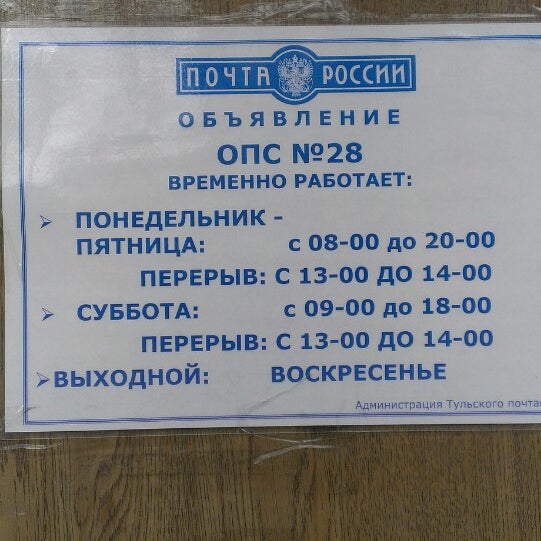 ПОЧТА РОССИИ
ОБЪЯВЛЕНИЕ
ОПС №28
ВРЕМЕННО РАБОТАЕТ:
ПОНЕДЕЛЬНИК -
ПЯТНИЦА: с 08-00 до 20-00
ПЕРЕРЫВ: С 13-00 ДО 14-00
СУББОТА: с 09-00 до 18-00
ПЕРЕРЫВ: С 13-00 ДО 14-00
ВЫХОДНОЙ: ВОСКРЕСЕНЬЕ
Администрация Тульского